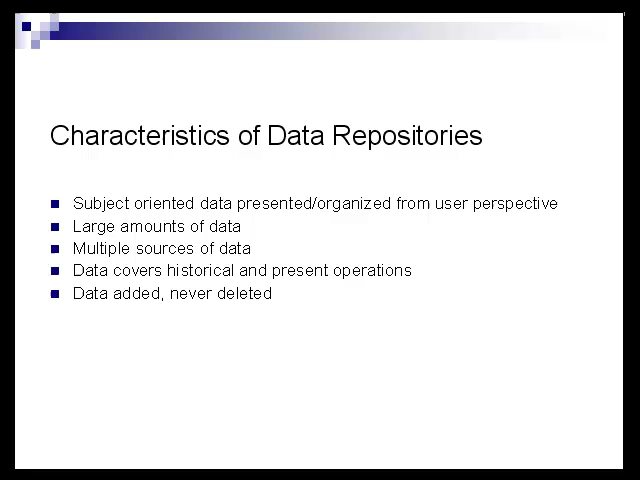 Characteristics of Data Repositories
Subject oriented data presented/organized from user perspective
Large amounts of data
Multiple sources of data
Data covers historical and present operations
Data added, never deleted